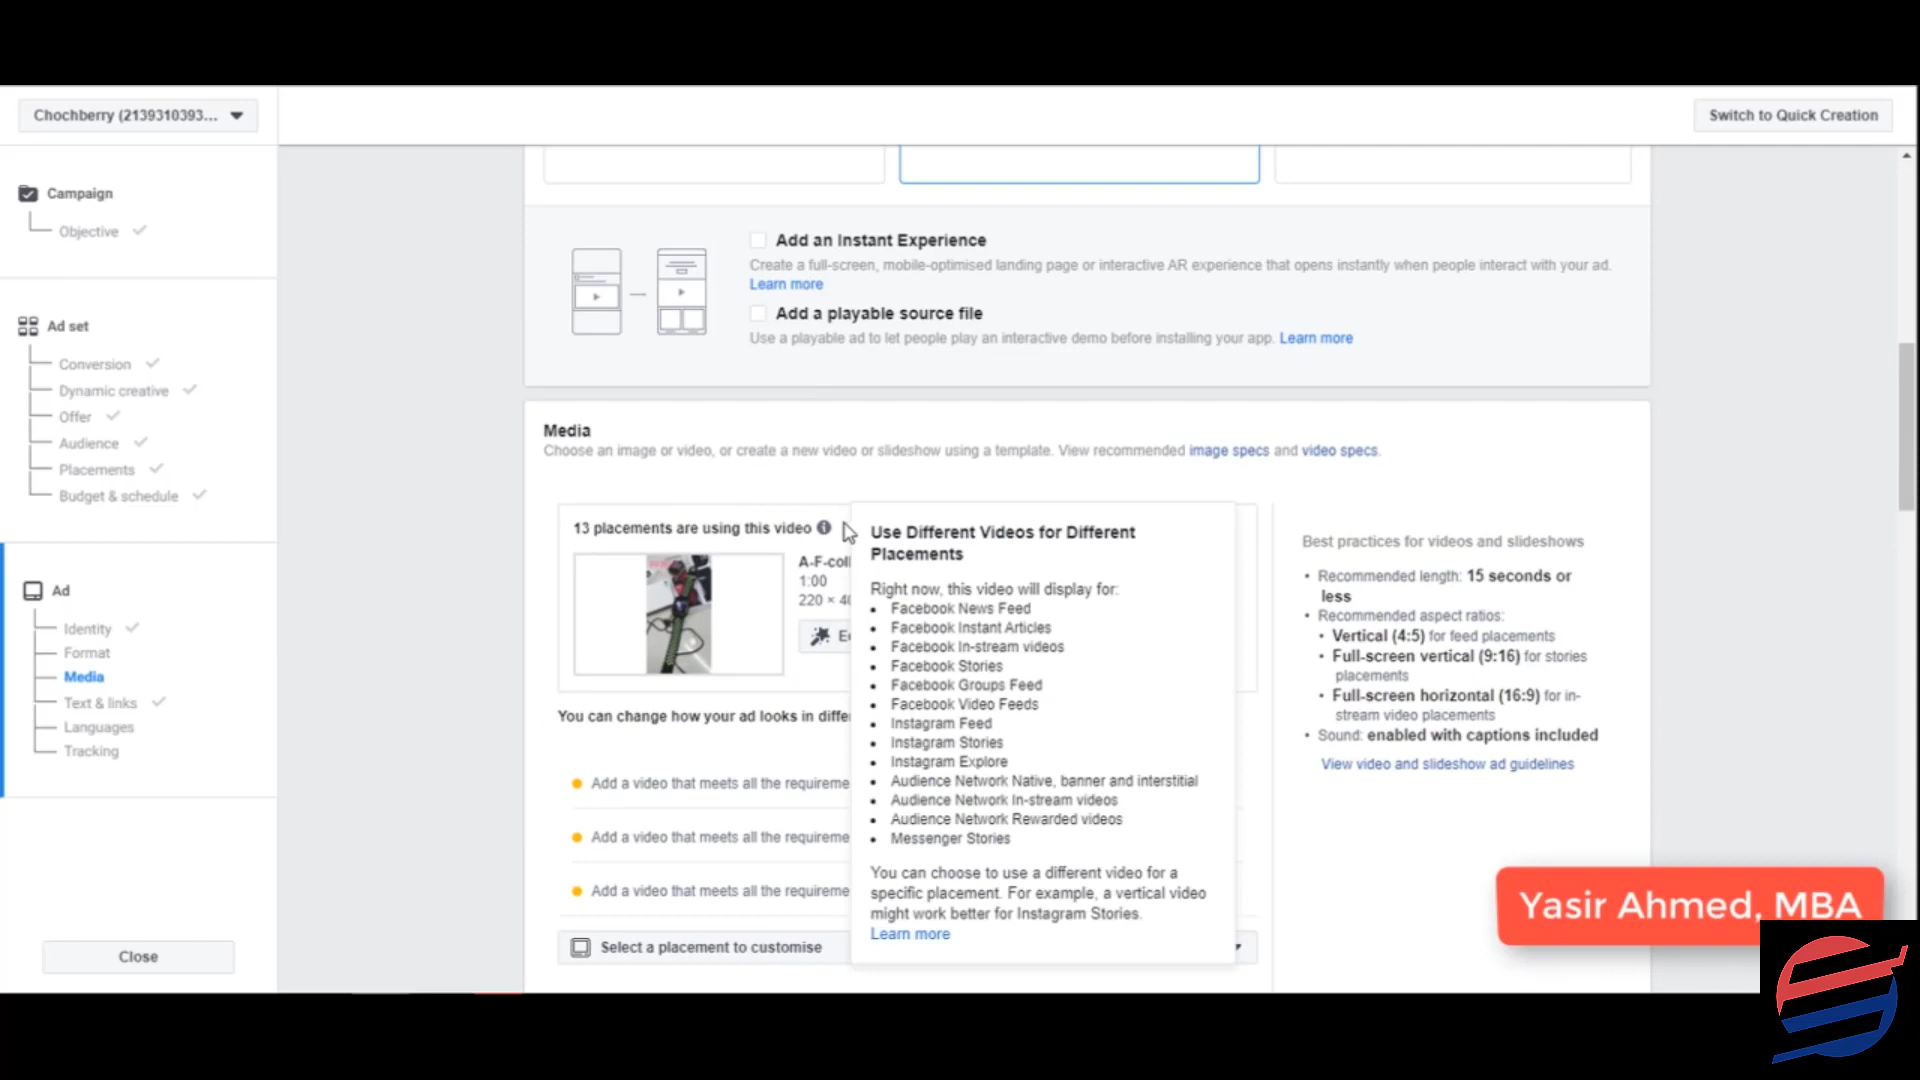 Chochberry (2139310393...
Switch to Quick Creation
Campaign
Objective
Ad set
Conversion
Dynamic creative
Offer
Audience
Placements
Budget & schedule
Ad
Identity
Format
Media
Text & links
Languages
Tracking
Close
Add an Instant Experience
Create a full-screen, mobile-optimised landing page or interactive AR experience that opens instantly when people interact with your ad.
Learn more
Add a playable source file
Use a playable ad to let people play an interactive demo before installing your app. Learn more
Media
Choose an image or video, or create a new video or slideshow using a template. View recommended image specs and video specs.
13 placements are using this video
A-F-coll
1:00
220 × 40
You can change how your ad looks in diffe
Add a video that meets all the requireme
Add a video that meets all the requireme
Add a video that meets all the requireme
Select a placement to customise
Use Different Videos for Different
Placements
Right now, this video will display for:
Facebook News Feed
Facebook Instant Articles
Facebook In-stream videos
Facebook Stories
Facebook Groups Feed
Facebook Video Feeds
Instagram Feed
Instagram Stories
Instagram Explore
Audience Network Native, banner and interstitial
Audience Network In-stream videos
Audience Network Rewarded videos
Messenger Stories
You can choose to use a different video for a
specific placement. For example, a vertical video
might work better for Instagram Stories.
Learn more
Best practices for videos and slideshows
Recommended length: 15 seconds or
less
Recommended aspect ratios:
Vertical (4:5) for feed placements
Full-screen vertical (9:16) for stories
placements
Full-screen horizontal (16:9) for in-
stream video placements
Sound: enabled with captions included
View video and slideshow ad guidelines
Yasir Ahmed, MBA